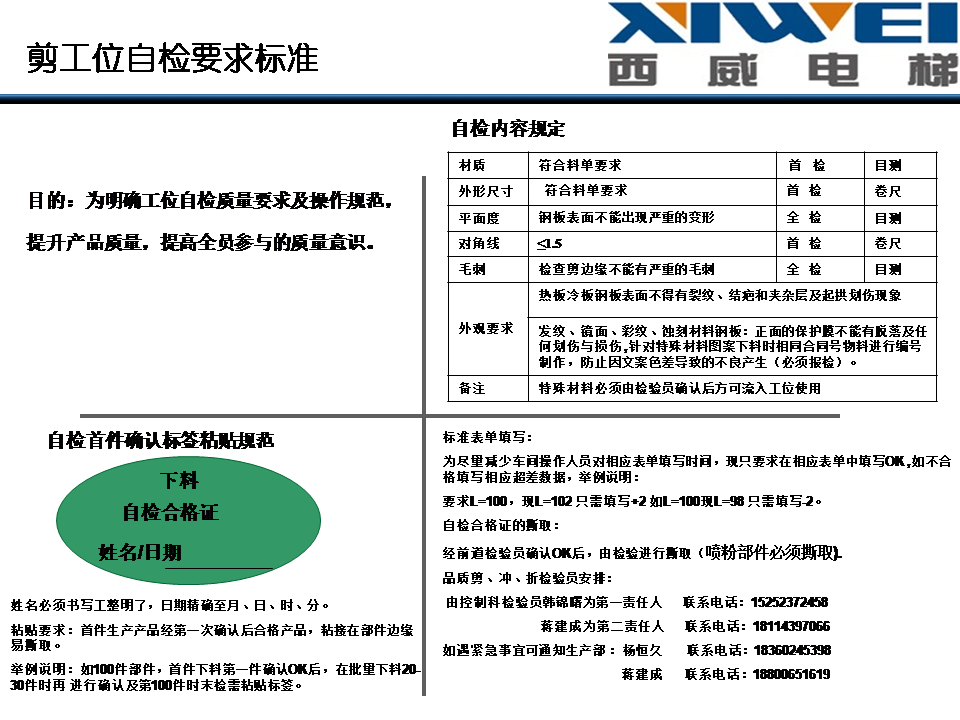 XIWEI
西威电梯
剪工位自检要求标准
目的：为明确工位自检质量要求及操作规范，
提升产品质量，提高全员参与的质量意识。
自检内容规定
材质 符合料单要求 首 检 目测
外形尺寸 符合料单要求 首 检 卷尺
平面度 钢板表面不能出现严重的变形 全 检 目测
对角线 ≤1.5 首 检 卷尺
毛刺 检查剪边缘不能有严重的毛刺 全 检 目测
外观要求 热板冷板钢板表面不得有裂纹、结疤和夹杂层及起拱划伤现象
发纹、镜面、彩纹、蚀刻材料钢板：正面的保护膜不能有脱落及任
何划伤与损伤,针对特殊材料图案下料时相同合同号物料进行编号
制作，防止因文案色差导致的不良产生（必须报检）。
备注 特殊材料必须由检验员确认后方可流入工位使用
自检首件确认标签粘贴规范
下料
自检合格证
姓名/日期
姓名必须书写工整明了，日期精确至月、日、时、分。
粘贴要求：首件生产产品经第一次确认后合格产品，粘接在部件边缘
易撕取。
举例说明：如100件部件，首件下料第一件确认OK后，在批量下料20-
30件时再 进行确认及第100件时末检需粘贴标签。
标准表单填写：
为尽量减少车间操作人员对相应表单填写时间，现只要求在相应表单中填写OK,如不合
格填写相应超差数据，举例说明：
要求L=100，现L=102 只需填写+2 如L=100现L=98 只需填写-2。
自检合格证的撕取：
经前道检验员确认OK后，由检验进行撕取（喷粉部件必须撕取).
品质剪、冲、折检验员安排：
由控制科检验员韩锦曙为第一责任人 联系电话：15252372458
蒋建成为第二责任人 联系电话：18114397066
如遇紧急事宜可通知生产部：杨恒久 联系电话：18360245398
蒋建成 联系电话：18800651619